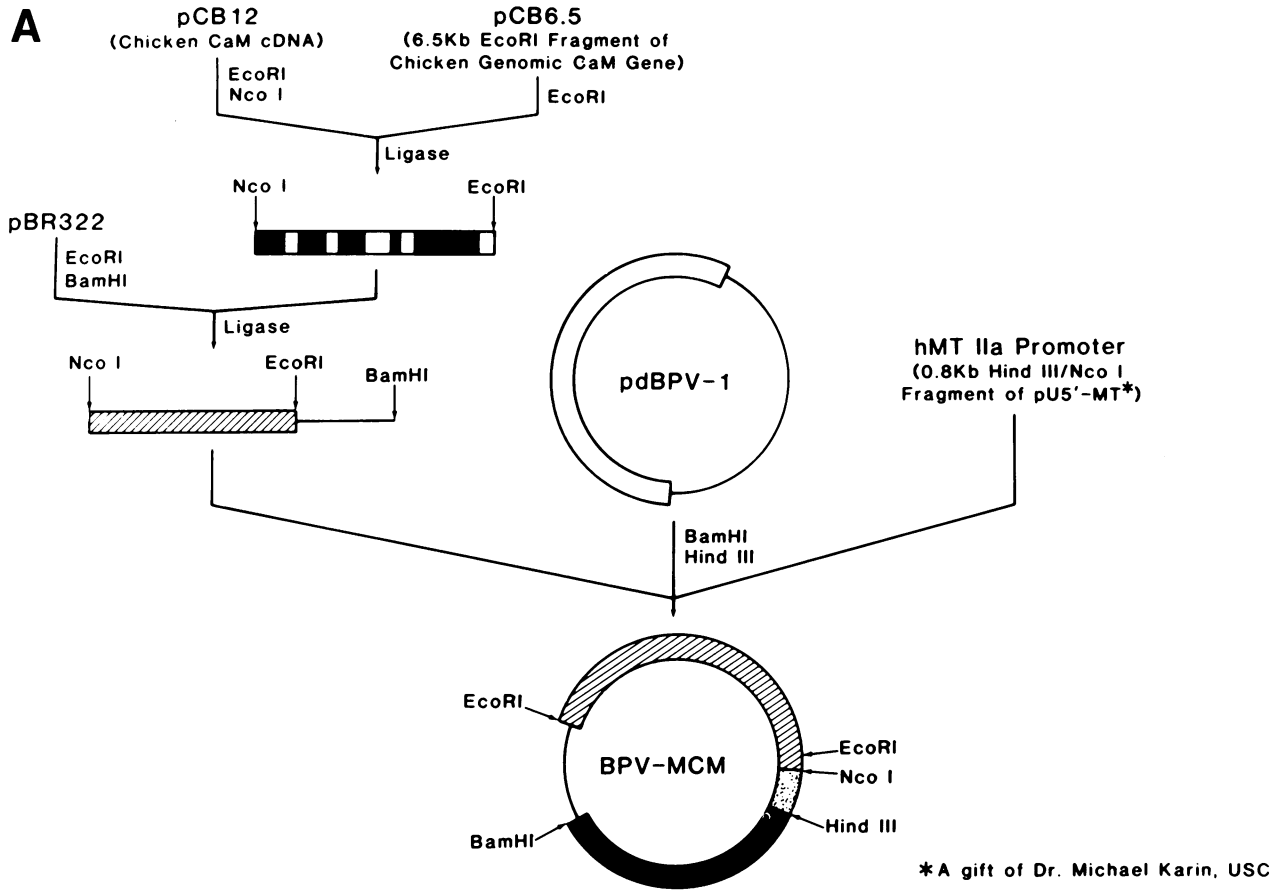 A
pCB12
(Chicken CaM cDNA)
EcoRI
Nco I
pCB6.5
(6.5Kb EcoRI Fragment of
Chicken Genomic CaM Gene)
EcoRI
Ligase
Nco I
EcoRI
pBR322
EcoRI
BamHI
Ligase
Nco I
EcoRI
BamHI
pdBPV-1
hMT IIa Promoter
(0.8Kb Hind III/Nco I
Fragment of pU5′-MT*)
BamHI
Hind III
EcoRI
EcoRI
Nco I
BPV-MCM
Hind III
BamHI
*A gift of Dr. Michael Karin, USC